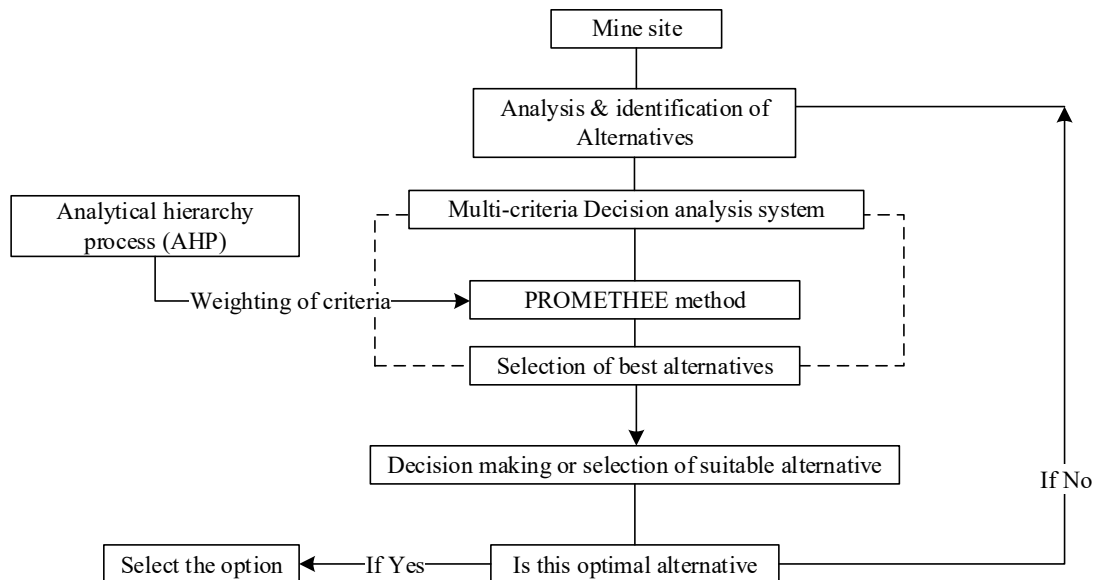 Mine site
Analysis & identification of
Alternatives
Multi-criteria Decision analysis system
Analytical hierarchy
process (AHP)
Weighting of criteria
PROMETHEE method
Selection of best alternatives
Decision making or selection of suitable alternative
If No
Select the option
If Yes
Is this optimal alternative